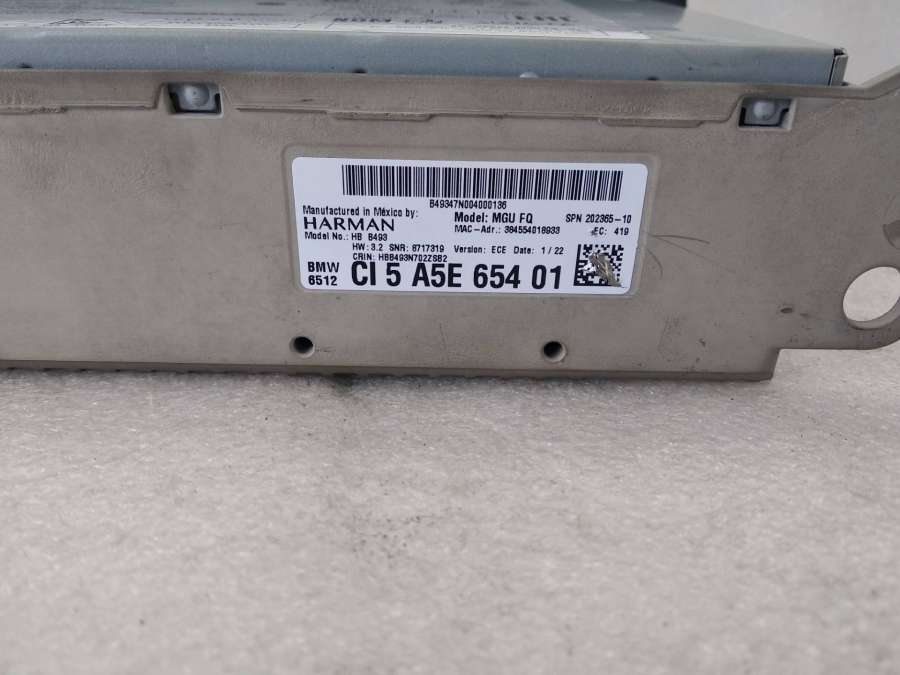 B49347N004000136
Manufactured in México by:
HARMAN
Model: MGU FQ
SPN 202365-10
MAC-Adr.: 384554018933
EC: 419
Model No.: HB B493
HW: 3.2 SNR: 8717319 Version: ECE Date: 1 / 22
CRIN: HBB493N702ZSB2
BMW
6512
CI 5 A5E 654 01